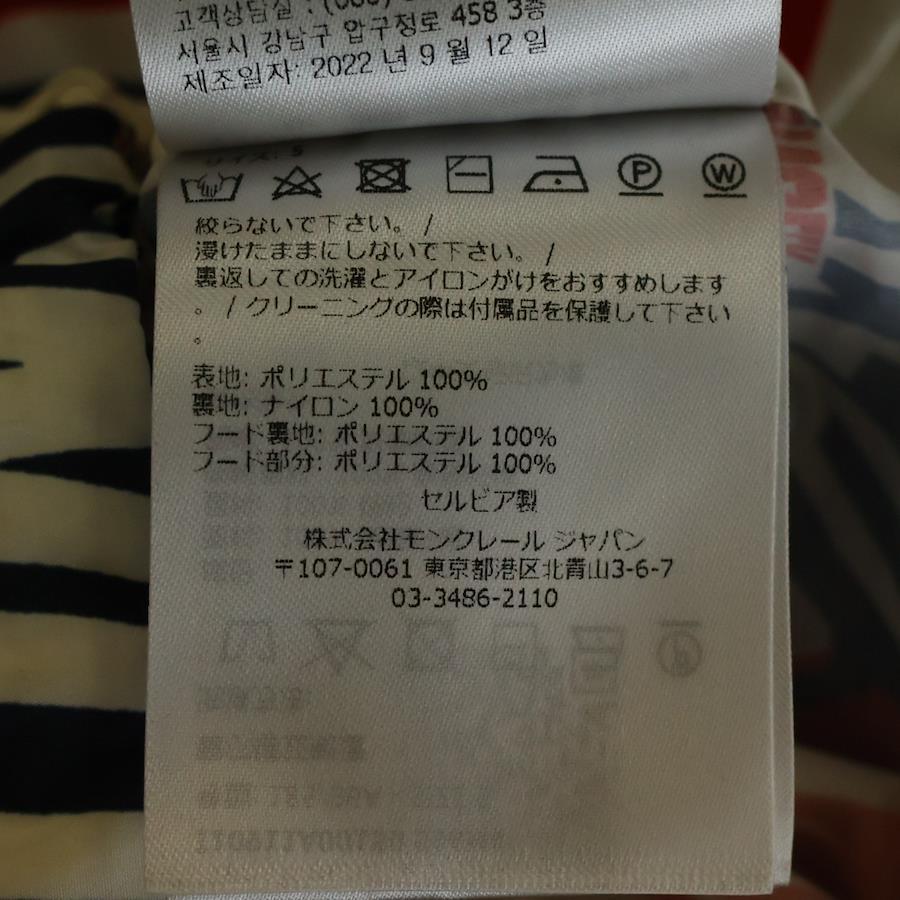 고객상담실 : (080)
서울시 강남구 압구정로 458 3층
제조일자: 2022 년 9 월 12 일
サイズ: S
P
W
絞らないで下さい。 /
浸けたままにしないで下さい。 /
裏返しての洗濯とアイロンがけをおすすめします
。 / クリーニングの際は付属品を保護して下さい
。
表地: ポリエステル 100%
裏地: ナイロン 100%
フード裏地: ポリエステル 100%
フード部分: ポリエステル 100%
セルビア製
株式会社モンクレール ジャパン
〒107-0061 東京都港区北青山3-6-7
03-3486-2110